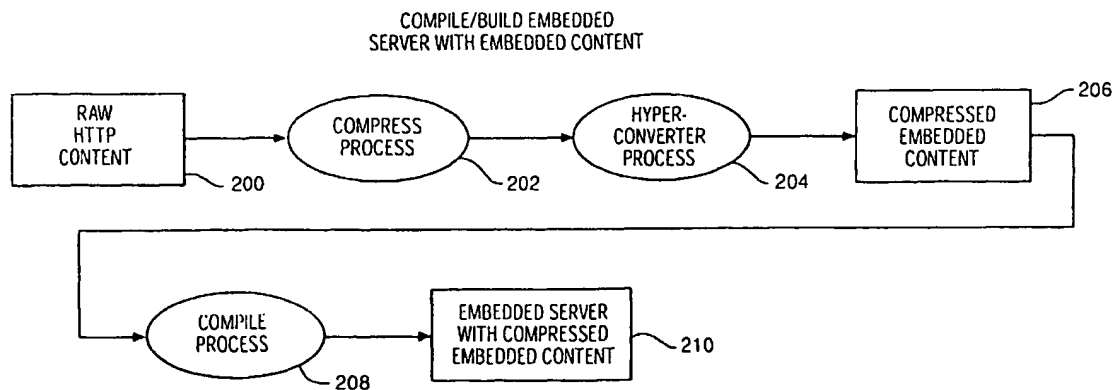 COMPILE/BUILD EMBEDDED
SERVER WITH EMBEDDED CONTENT
RAW
HTTP
CONTENT
200
COMPRESS
PROCESS
202
HYPER-
CONVERTER
PROCESS
204
COMPRESSED
EMBEDDED
CONTENT
206
COMPILE
PROCESS
208
EMBEDDED SERVER
WITH COMPRESSED
EMBEDDED CONTENT
210